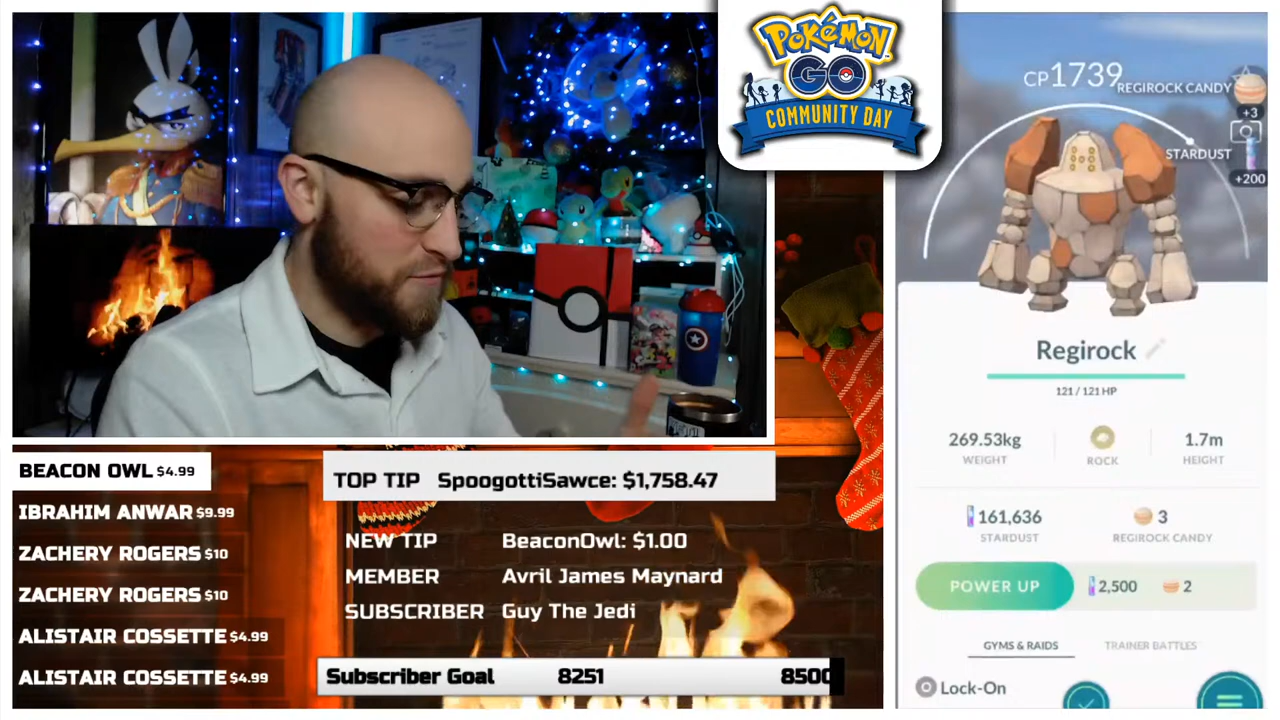 POKÉMON
GO
COMMUNITY DAY
CP1739
REGIROCK CANDY
+3
STARDUST
+200
Regirock
121 / 121 HP
269.53kg
WEIGHT
ROCK
1.7m
HEIGHT
161,636
STARDUST
3
REGIROCK CANDY
POWER UP
2,500
2
GYMS & RAIDS
TRAINER BATTLES
Lock-On
BEACON OWL $4.99
IBRAHIM ANWAR $9.99
ZACHERY ROGERS $10
ZACHERY ROGERS $10
ALISTAIR COSSETTE $4.99
ALISTAIR COSSETTE $4.99
TOP TIP SpoogottiSawce: $1,758.47
NEW TIP BeaconOwl: $1.00
MEMBER Avril James Maynard
SUBSCRIBER Guy The Jedi
Subscriber Goal 8251 8500